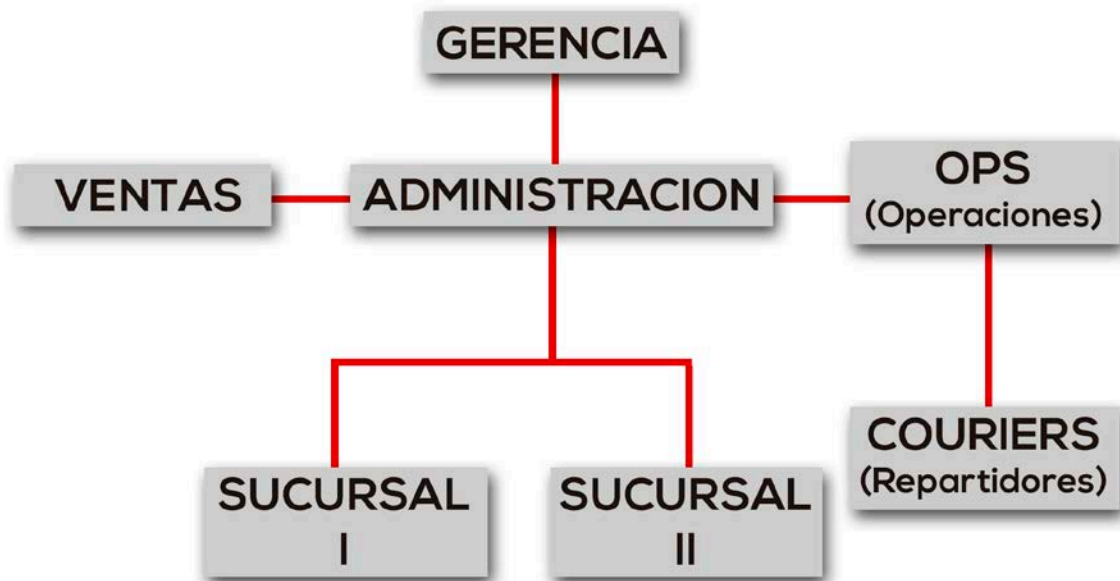 GERENCIA
VENTAS
ADMINISTRACION
OPS
(Operaciones)
COURIERS
(Repartidores)
SUCURSAL
I
SUCURSAL
II